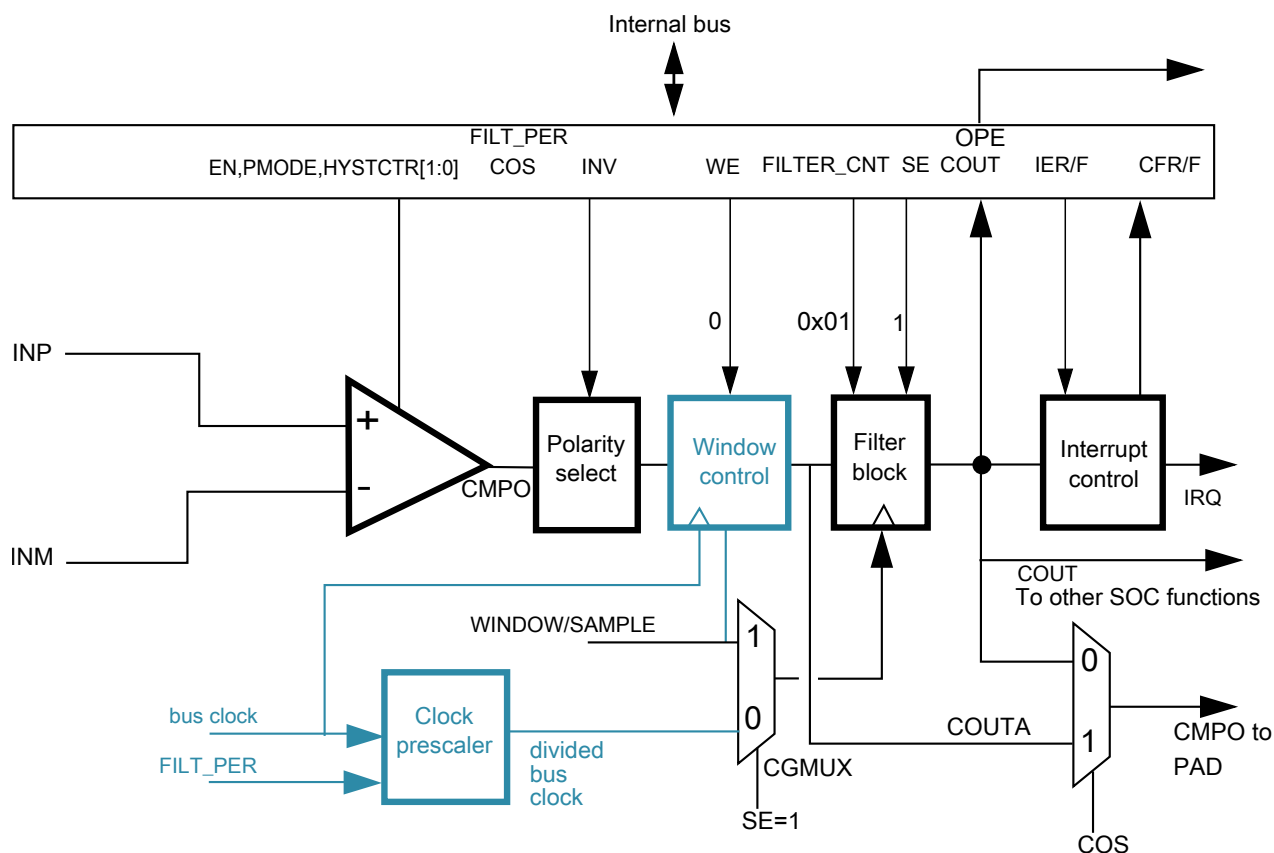 Internal bus
FILT_PER
OPE
EN,PMODE,HYSTCTR[1:0]
COS
INV
WE
FILTER_CNT
SE
COUT
IER/F
CFR/F
0
0x01
1
INP
+
-
INM
CMPO
Polarity
select
Window
control
Filter
block
Interrupt
control
IRQ
COUT
To other SOC functions
WINDOW/SAMPLE
1
0
CGMUX
SE=1
bus clock
FILT_PER
Clock
prescaler
divided
bus
clock
COUTA
0
1
CMPO to
PAD
COS